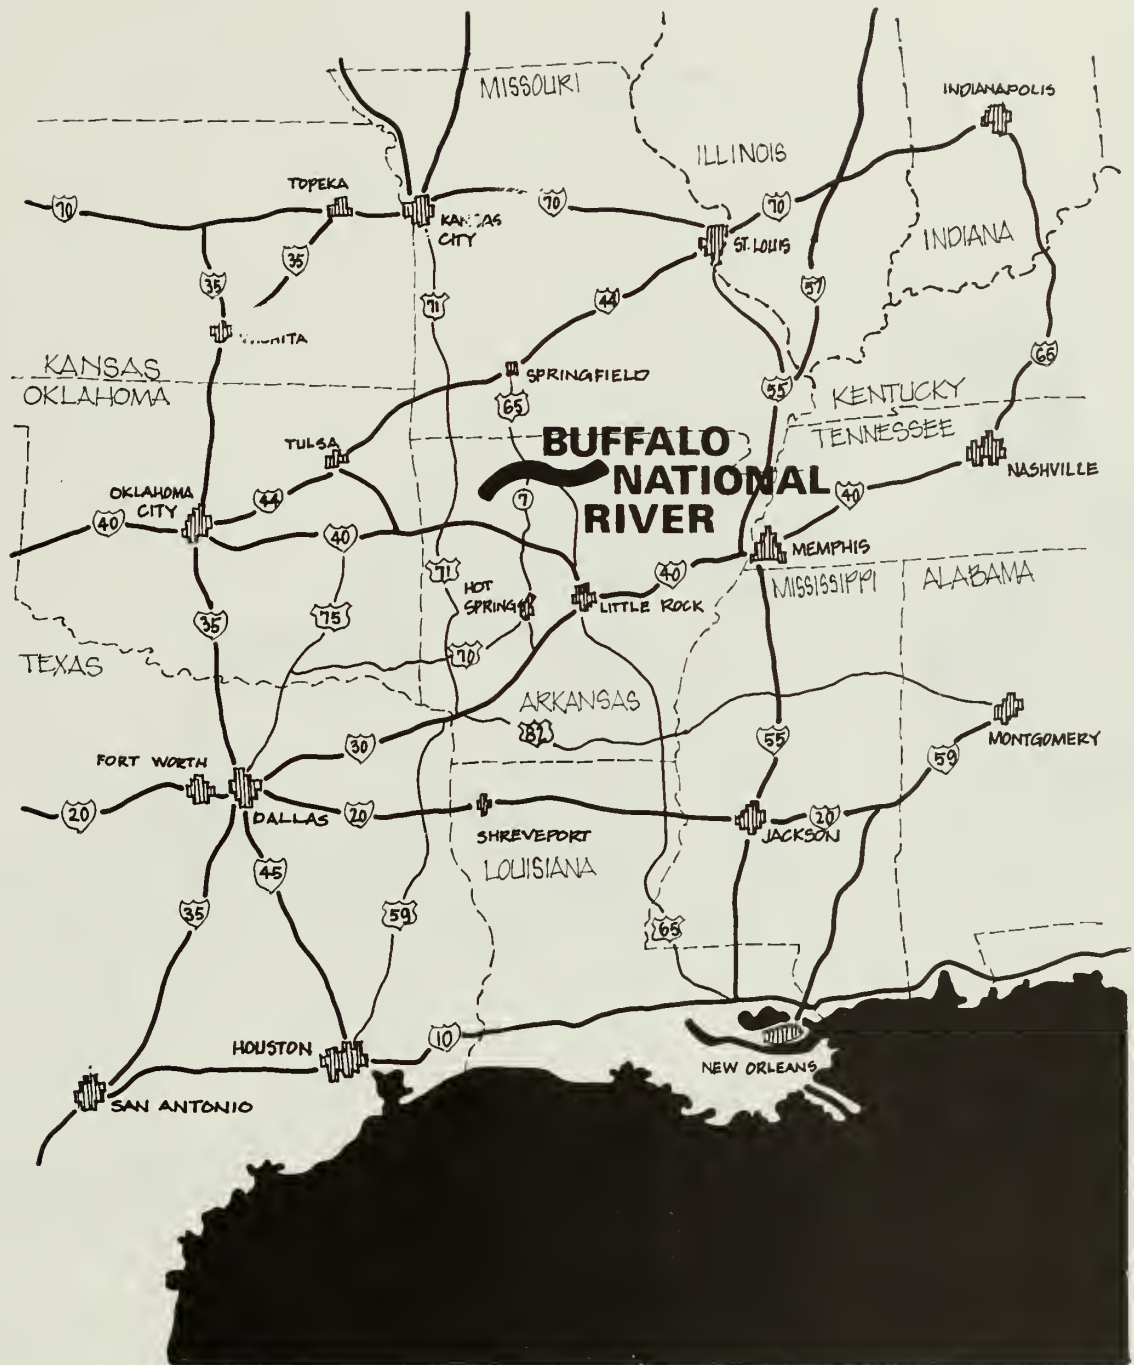 MISSOURI
INDIANAPOLIS
ILLINOIS
TOPEKA
70
70
70
KANSAS
CITY
ST. LOUIS
INDIANA
35
35
71
44
57
65
KANSAS
OKLAHOMA
SPRINGFIELD
65
55
KENTUCKY
TENNESSEE
TULSA
BUFFALO
NATIONAL
RIVER
NASHVILLE
OKLAHOMA
CITY
44
7
40
40
40
MEMPHIS
71
40
MISSISSIPPI
ALABAMA
HOT
SPRINGS
LITTLE ROCK
35
75
70
TEXAS
ARKANSAS
82
30
55
59
MONTGOMERY
FORT WORTH
20
DALLAS
20
SHREVEPORT
20
JACKSON
LOUISIANA
45
35
59
65
HOUSTON
10
NEW ORLEANS
SAN ANTONIO